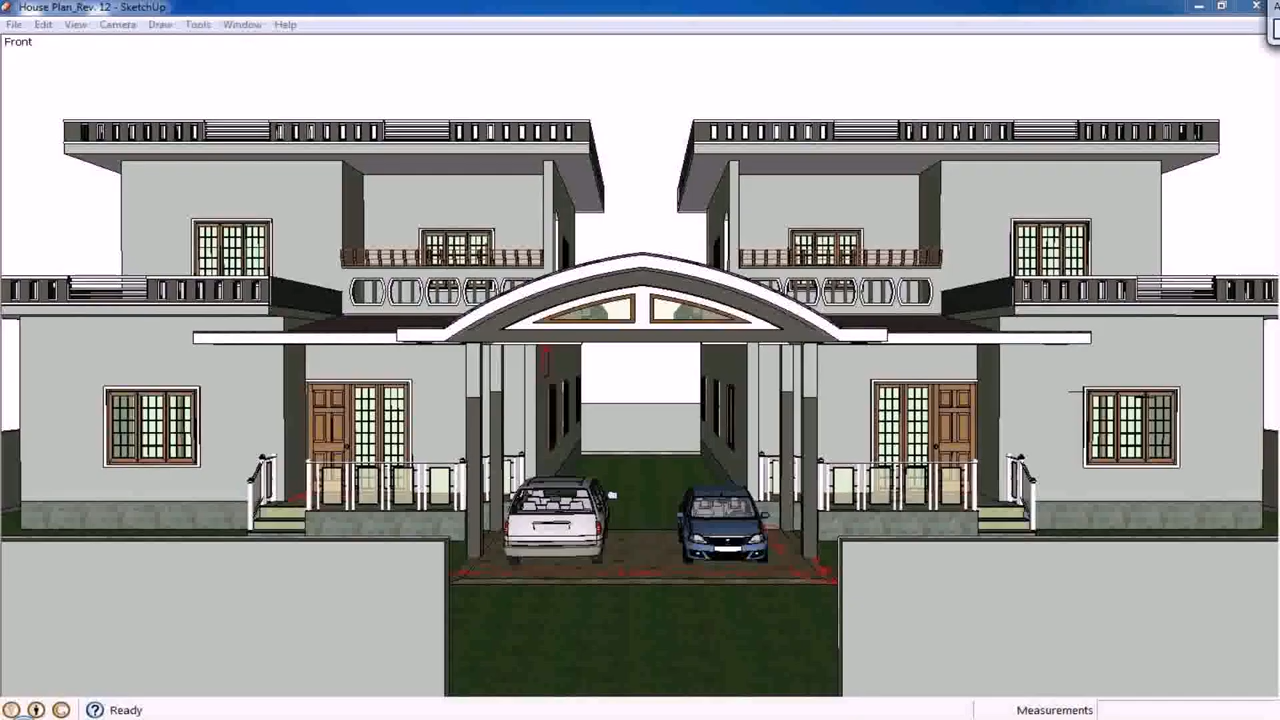 House Plan_Rev. 12 - SketchUp
File Edit View Camera Draw Tools Window Help
Front
Ready
Measurements